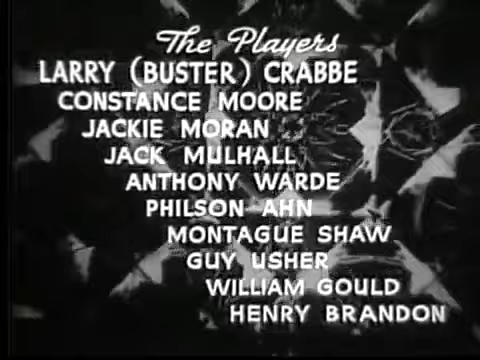 The Players
LARRY (BUSTER) CRABBE
CONSTANCE MOORE
JACKIE MORAN
JACK MULHALL
ANTHONY WARDE
PHILSON AHN
MONTAGUE SHAW
GUY USHER
WILLIAM GOULD
HENRY BRANDON